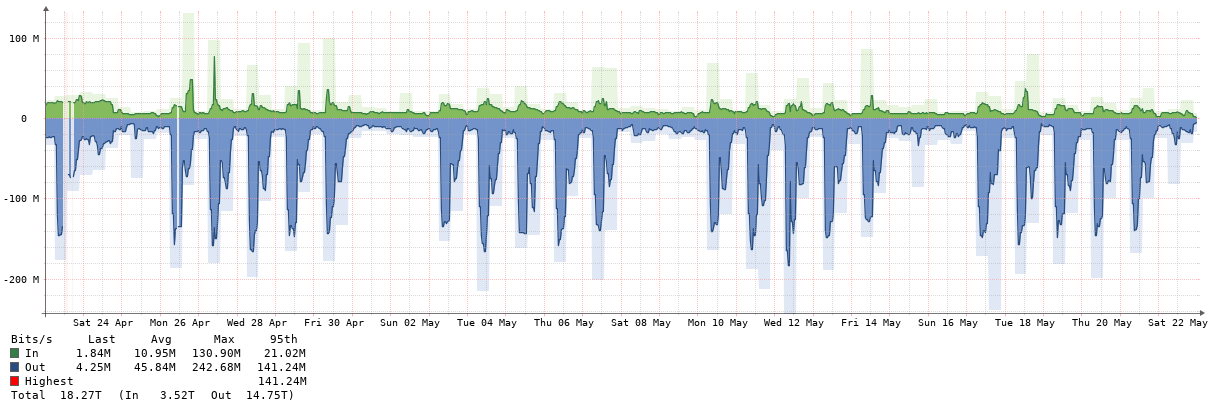 100 M
0
-100 M
-200 M
Sat 24 Apr Mon 26 Apr Wed 28 Apr Fri 30 Apr Sun 02 May Tue 04 May Thu 06 May Sat 08 May Mon 10 May Wed 12 May Fri 14 May Sun 16 May Tue 18 May Thu 20 May Sat 22 May
Bits/s Last Avg Max 95th
In 1.84M 10.95M 130.90M 21.02M
Out 4.25M 45.84M 242.68M 141.24M
Highest 141.24M
Total 18.27T (In 3.52T Out 14.75T)